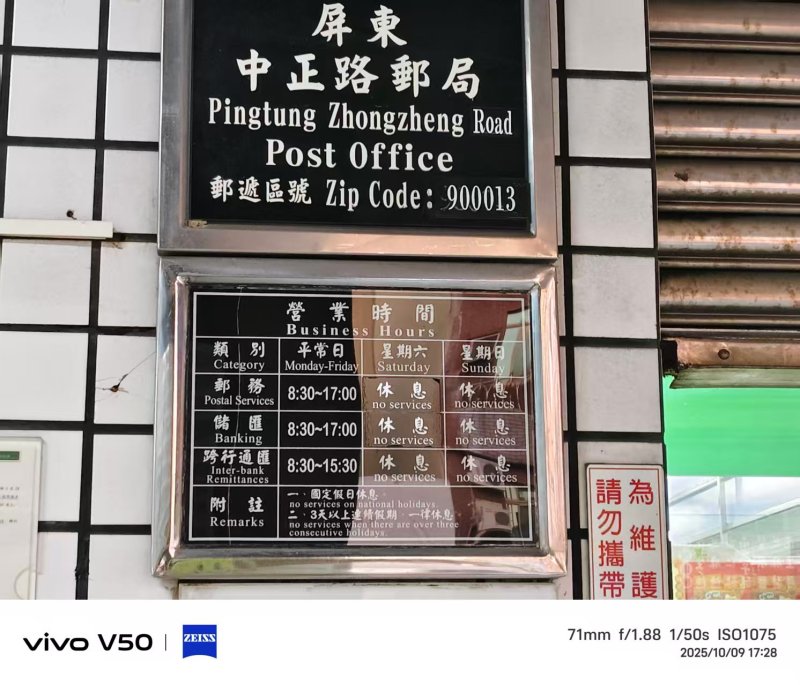 屏東
中正路郵局
Pingtung Zhongzheng Road
Post Office
郵遞區號 Zip Code: 900013
營業時間
Business Hours
類別 平常日 星期六 星期日
Category Monday-Friday Saturday Sunday
郵務 8:30~17:00 休息 休息
Postal Services no services no services
儲匯 8:30~17:00 休息 休息
Banking no services no services
跨行通匯 8:30~15:30 休息 休息
Inter-bank
Remittances no services no services
附註 一、國定假日休息。
Remarks no services on national holidays.
二、3天以上連續假期，一律休息
no services when there are over three
consecutive holidays.
為維護
請勿攜帶
vivo V50 ZEISS
71mm f/1.88 1/50s ISO1075
2025/10/09 17:28